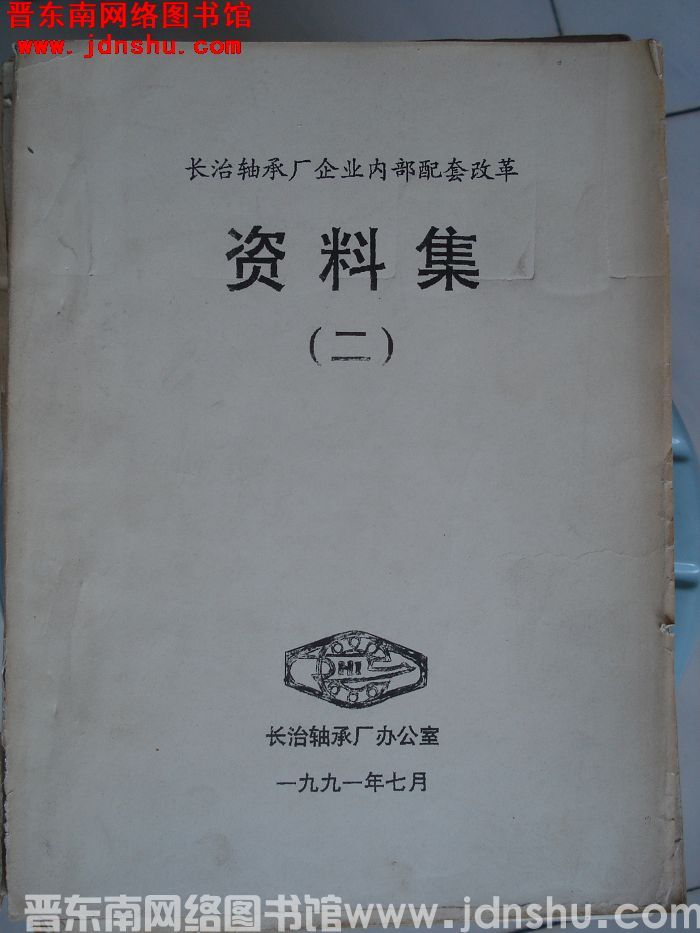 晋东南网络图书馆
www.jdnshu.com
长治轴承厂企业内部配套改革
资料集
(二)
长治轴承厂办公室
一九九一年七月
晋东南网络图书馆www.jdnshu.com